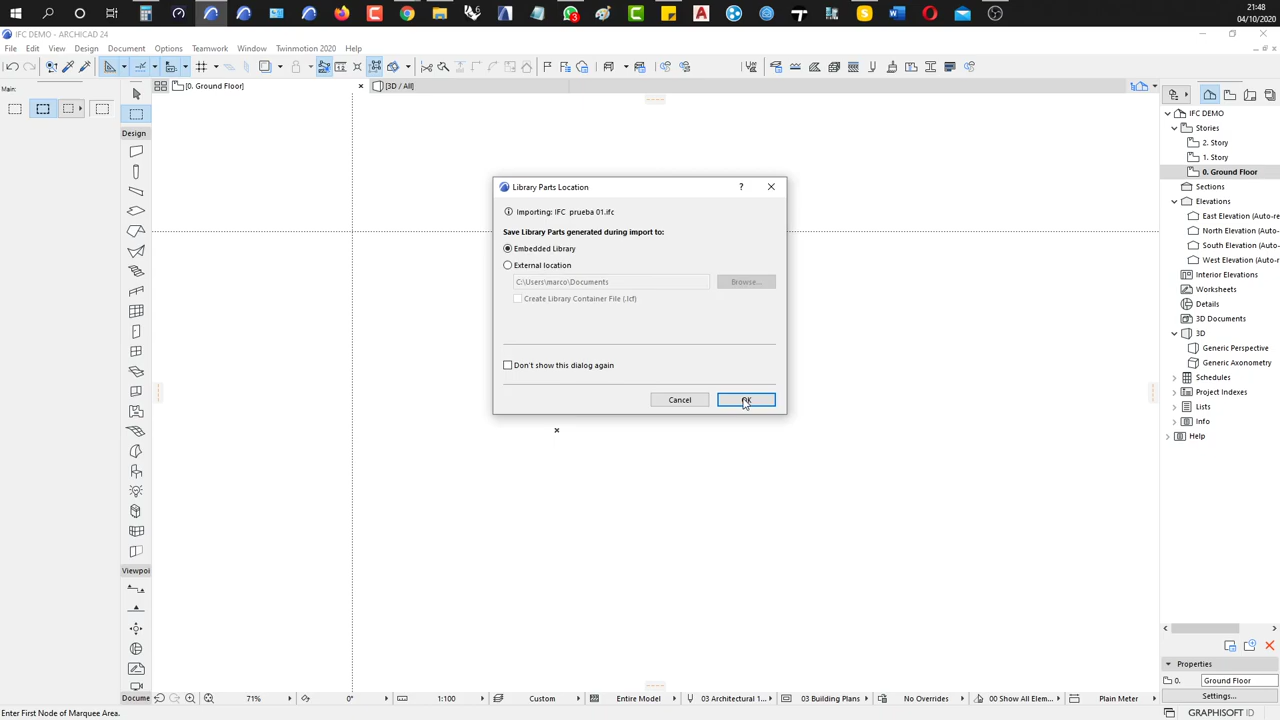 21:48
04/10/2020
3
IFC DEMO - ARCHICAD 24
File Edit View Design Document Options Teamwork Window Twinmotion 2020 Help
Main:
[0. Ground Floor]
[3D / All]
Design
IFC DEMO
Stories
2. Story
1. Story
0. Ground Floor
Sections
Elevations
East Elevation (Auto-re
North Elevation (Auto-
South Elevation (Auto-
West Elevation (Auto-re
Interior Elevations
Worksheets
Details
3D Documents
3D
Generic Perspective
Generic Axonometry
Schedules
Project Indexes
Lists
Info
Help
Library Parts Location
?
Importing: IFC prueba 01.ifc
Save Library Parts generated during import to:
Embedded Library
External location
C:\Users\marco\Documents
Browse...
Create Library Container File (.lcf)
Don't show this dialog again
Cancel
OK
Viewpoi
Properties
0.
Ground Floor
Settings...
Docume
71%
0°
1:100
Custom
Entire Model
03 Architectural 1...
03 Building Plans
No Overrides
00 Show All Elem...
Plain Meter
Enter First Node of Marquee Area.
GRAPHISOFT ID